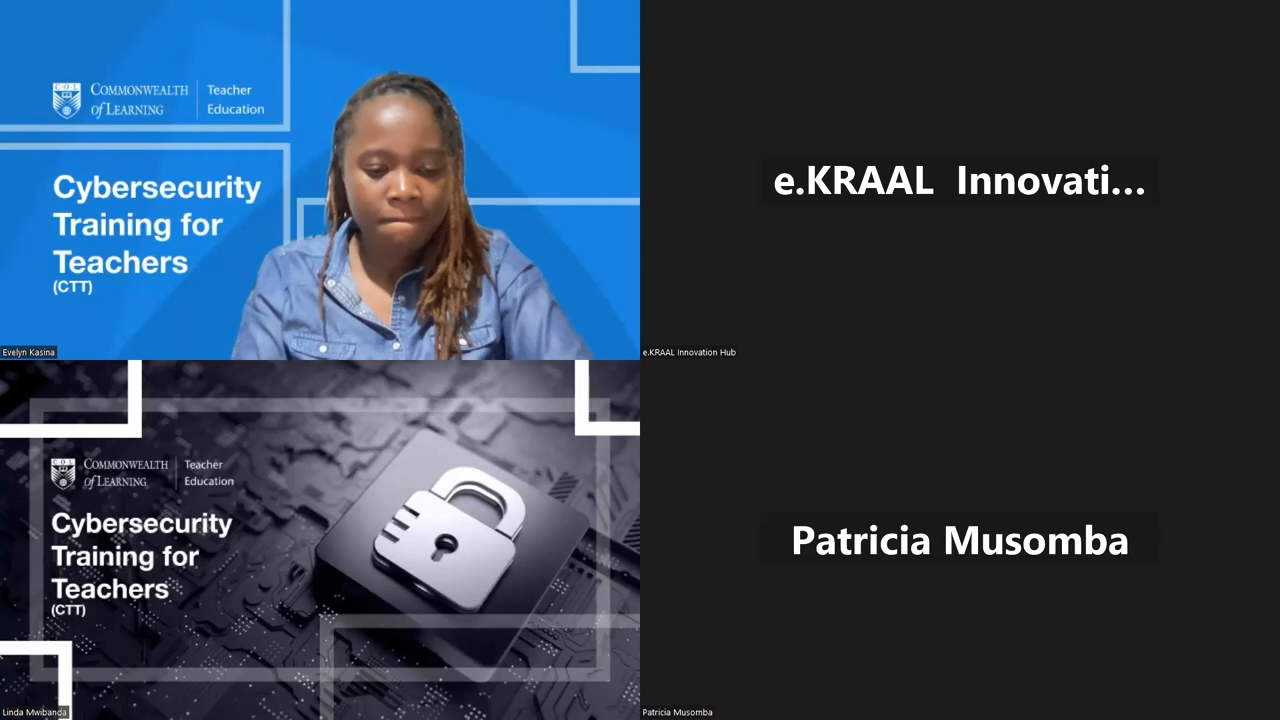 C·O·L
COMMONWEALTH
of LEARNING
Teacher
Education
Cybersecurity
Training for
Teachers
(CTT)
Evelyn Kasina
e.KRAAL Innovati...
e.KRAAL Innovation Hub
C·O·L
COMMONWEALTH
of LEARNING
Teacher
Education
Cybersecurity
Training for
Teachers
(CTT)
Linda Mwibanda
Patricia Musomba
Patricia Musomba